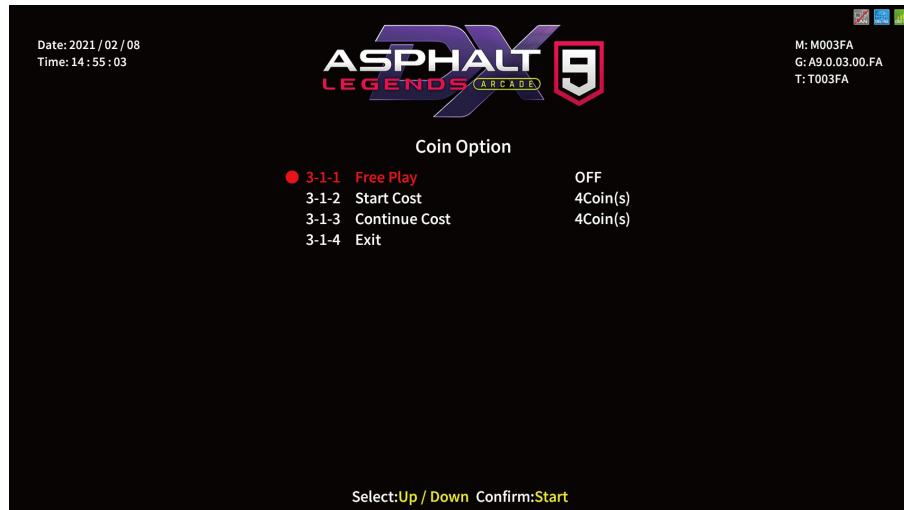 Date: 2021 / 02 / 08
Time: 14 : 55 : 03
ASPHALT 9
DX
LEGENDS ARCADE
M: M003FA
G: A9.0.03.00.FA
T: T003FA
Coin Option
3-1-1 Free Play OFF
3-1-2 Start Cost 4Coin(s)
3-1-3 Continue Cost 4Coin(s)
3-1-4 Exit
Select:Up / Down Confirm:Start